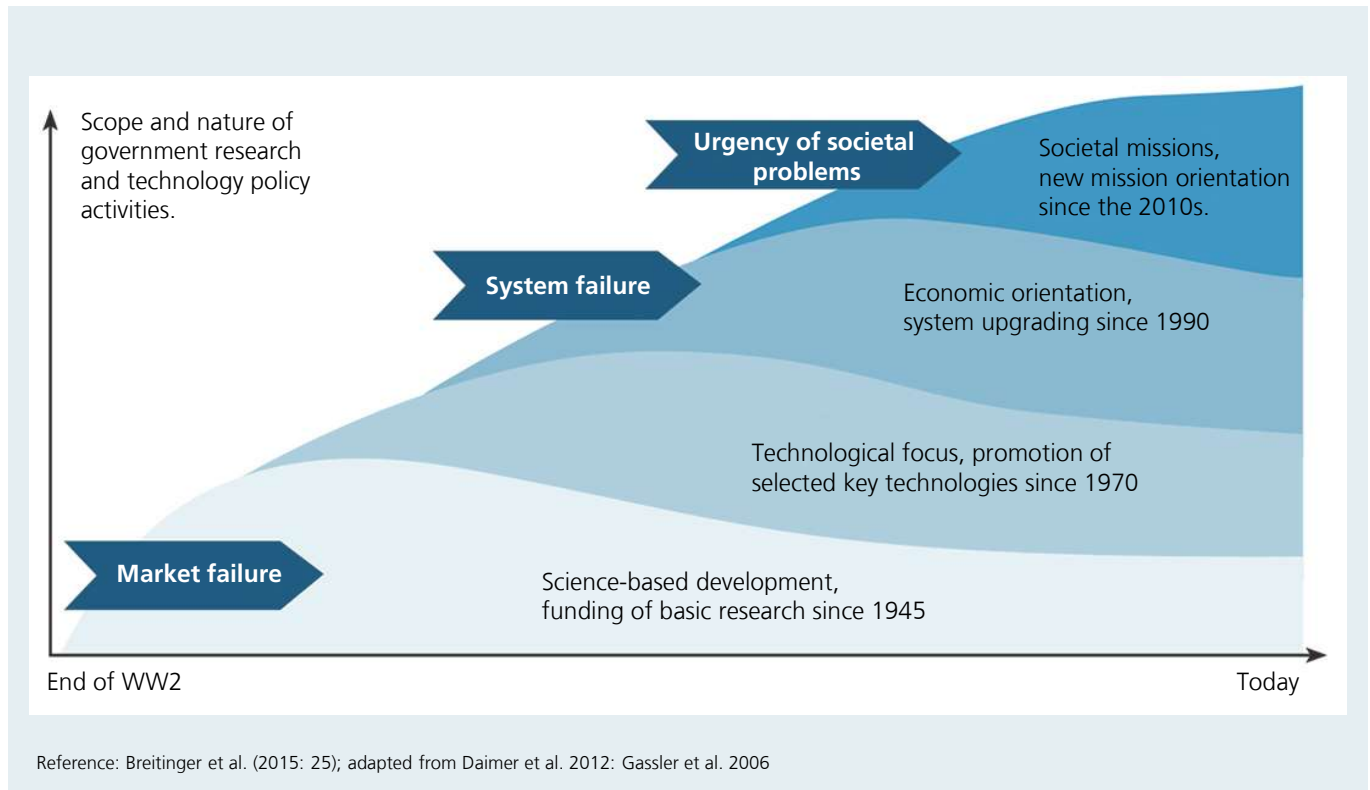 Scope and nature of
government research
and technology policy
activities.
Urgency of societal
problems
Societal missions,
new mission orientation
since the 2010s.
System failure
Economic orientation,
system upgrading since 1990
Technological focus, promotion of
selected key technologies since 1970
Market failure
Science-based development,
funding of basic research since 1945
End of WW2
Today
Reference: Breitinger et al. (2015: 25); adapted from Daimer et al. 2012: Gassler et al. 2006